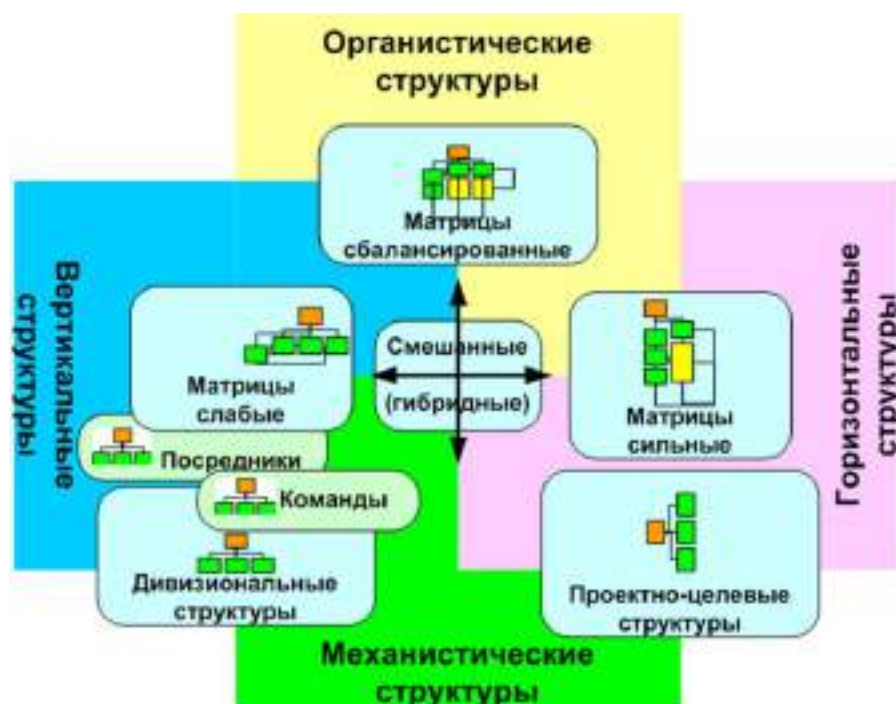 Органистические
структуры
Матрицы
сбалансированные
Вертикальные
структуры
Горизонтальные
структуры
Смешанные
(гибридные)
Матрицы
слабые
Матрицы
сильные
Посредники
Команды
Дивизиональные
структуры
Проектно-целевые
структуры
Механистические
структуры